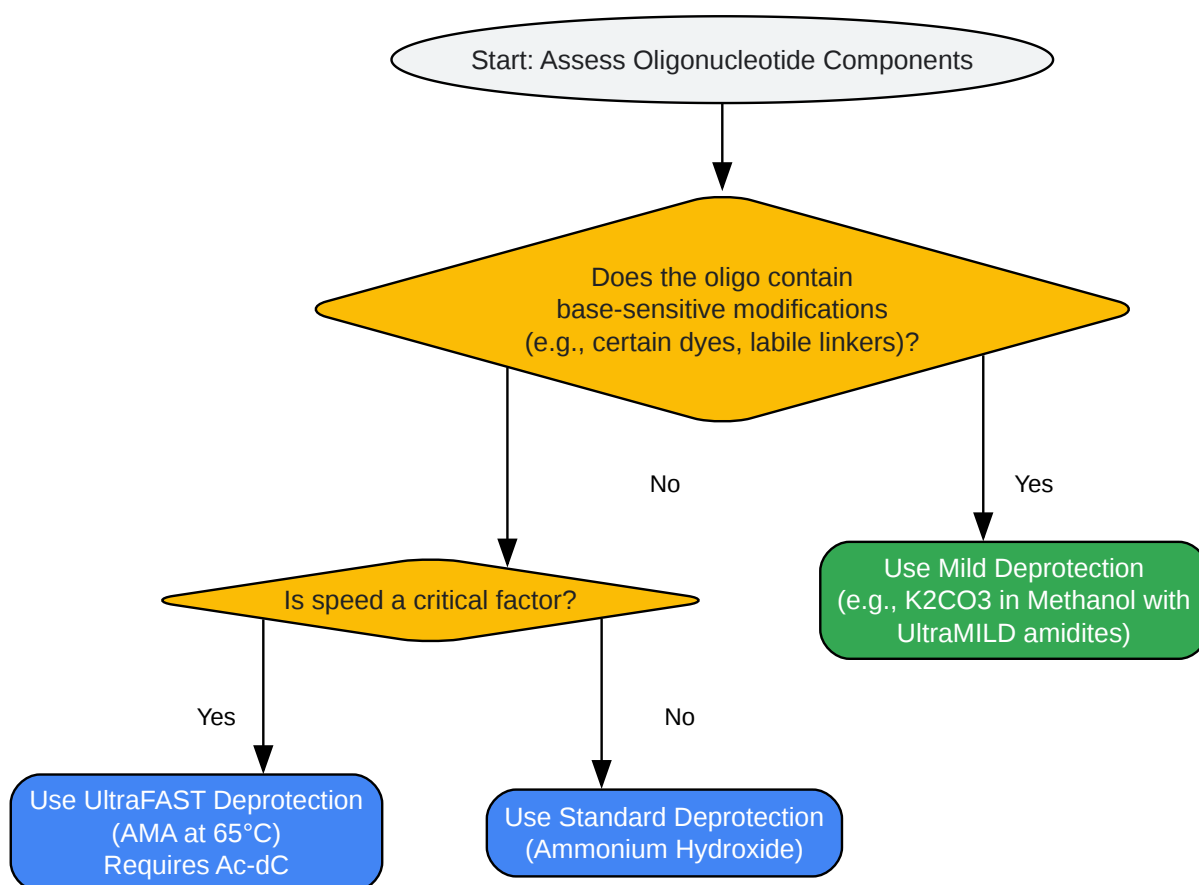 Start: Assess Oligonucleotide Components
Does the oligo contain
base-sensitive modifications
(e.g., certain dyes, labile linkers)?
No
Yes
Is speed a critical factor?
Use Mild Deprotection
(e.g., K2CO3 in Methanol with
UltraMILD amidites)
Yes
No
Use UltraFAST Deprotection
(AMA at 65°C)
Requires Ac-dC
Use Standard Deprotection
(Ammonium Hydroxide)